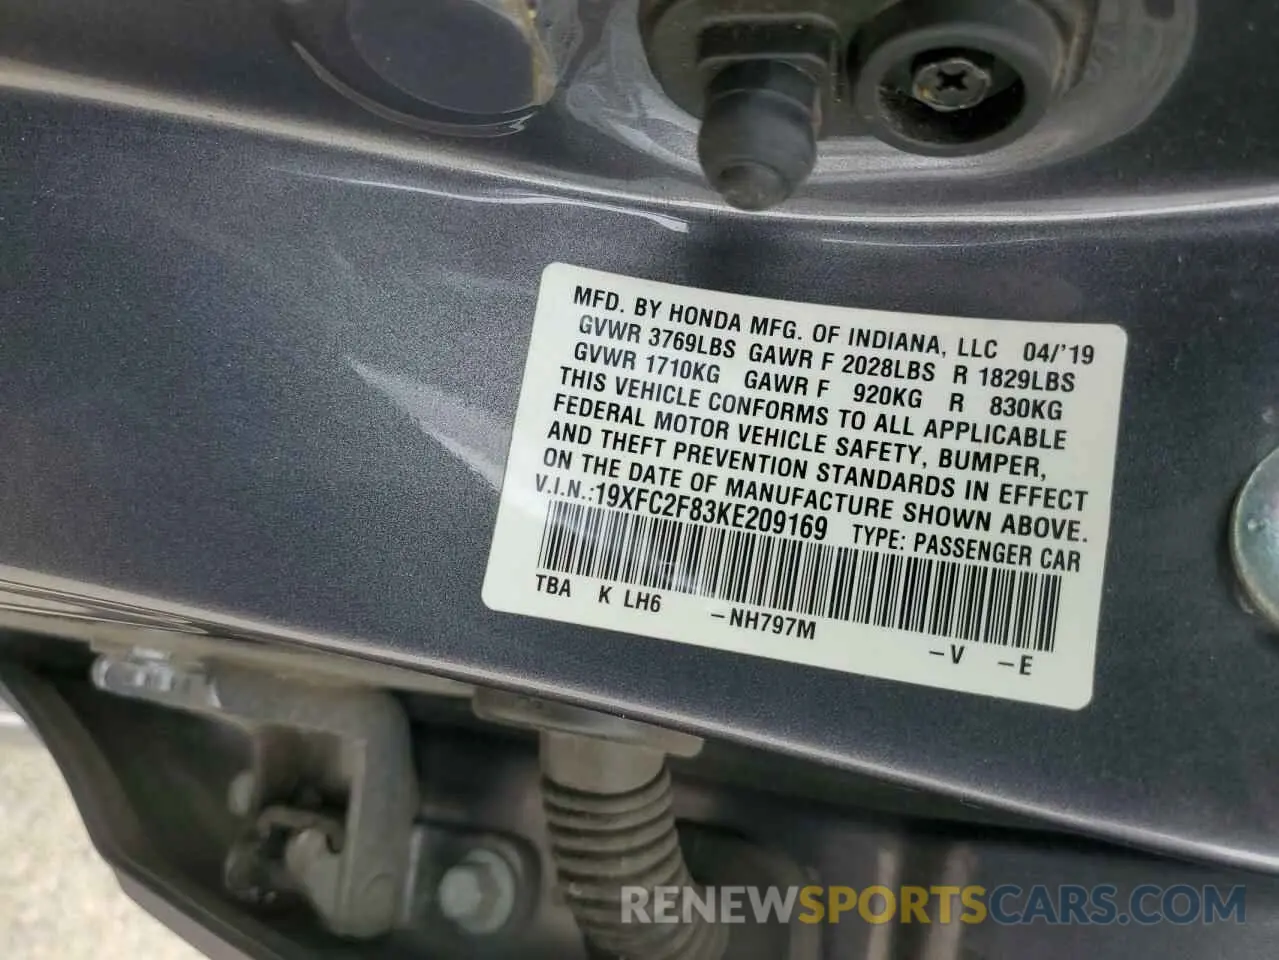 MFD. BY HONDA MFG. OF INDIANA, LLC 04/'19
GVWR 3769LBS GAWR F 2028LBS R 1829LBS
GVWR 1710KG GAWR F 920KG R 830KG
THIS VEHICLE CONFORMS TO ALL APPLICABLE
FEDERAL MOTOR VEHICLE SAFETY, BUMPER,
AND THEFT PREVENTION STANDARDS IN EFFECT
ON THE DATE OF MANUFACTURE SHOWN ABOVE.
V.I.N.:19XFC2F83KE209169 TYPE: PASSENGER CAR
TBA K LH6 -NH797M -V -E
RENEWSPORTSCARS.COM